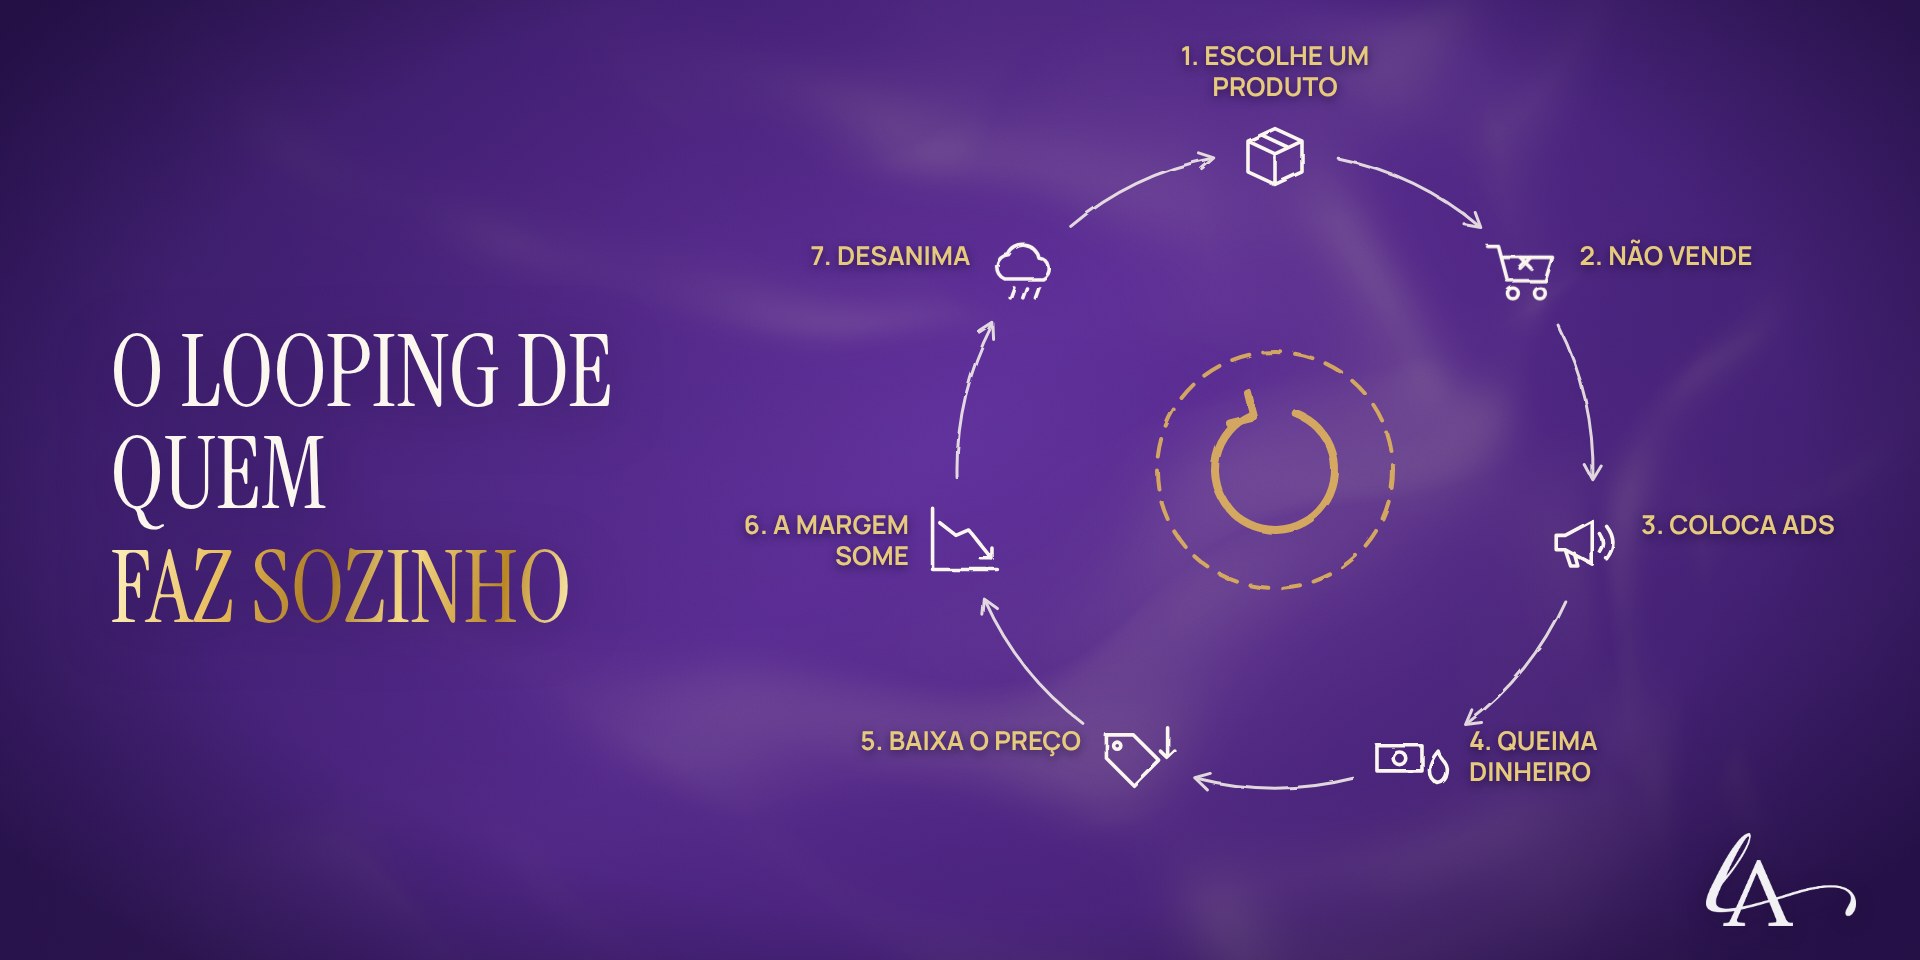 O LOOPING DE
QUEM
FAZ SOZINHO
1. ESCOLHE UM
PRODUTO
2. NÃO VENDE
3. COLOCA ADS
4. QUEIMA
DINHEIRO
5. BAIXA O PREÇO
6. A MARGEM
SOME
7. DESANIMA
lA